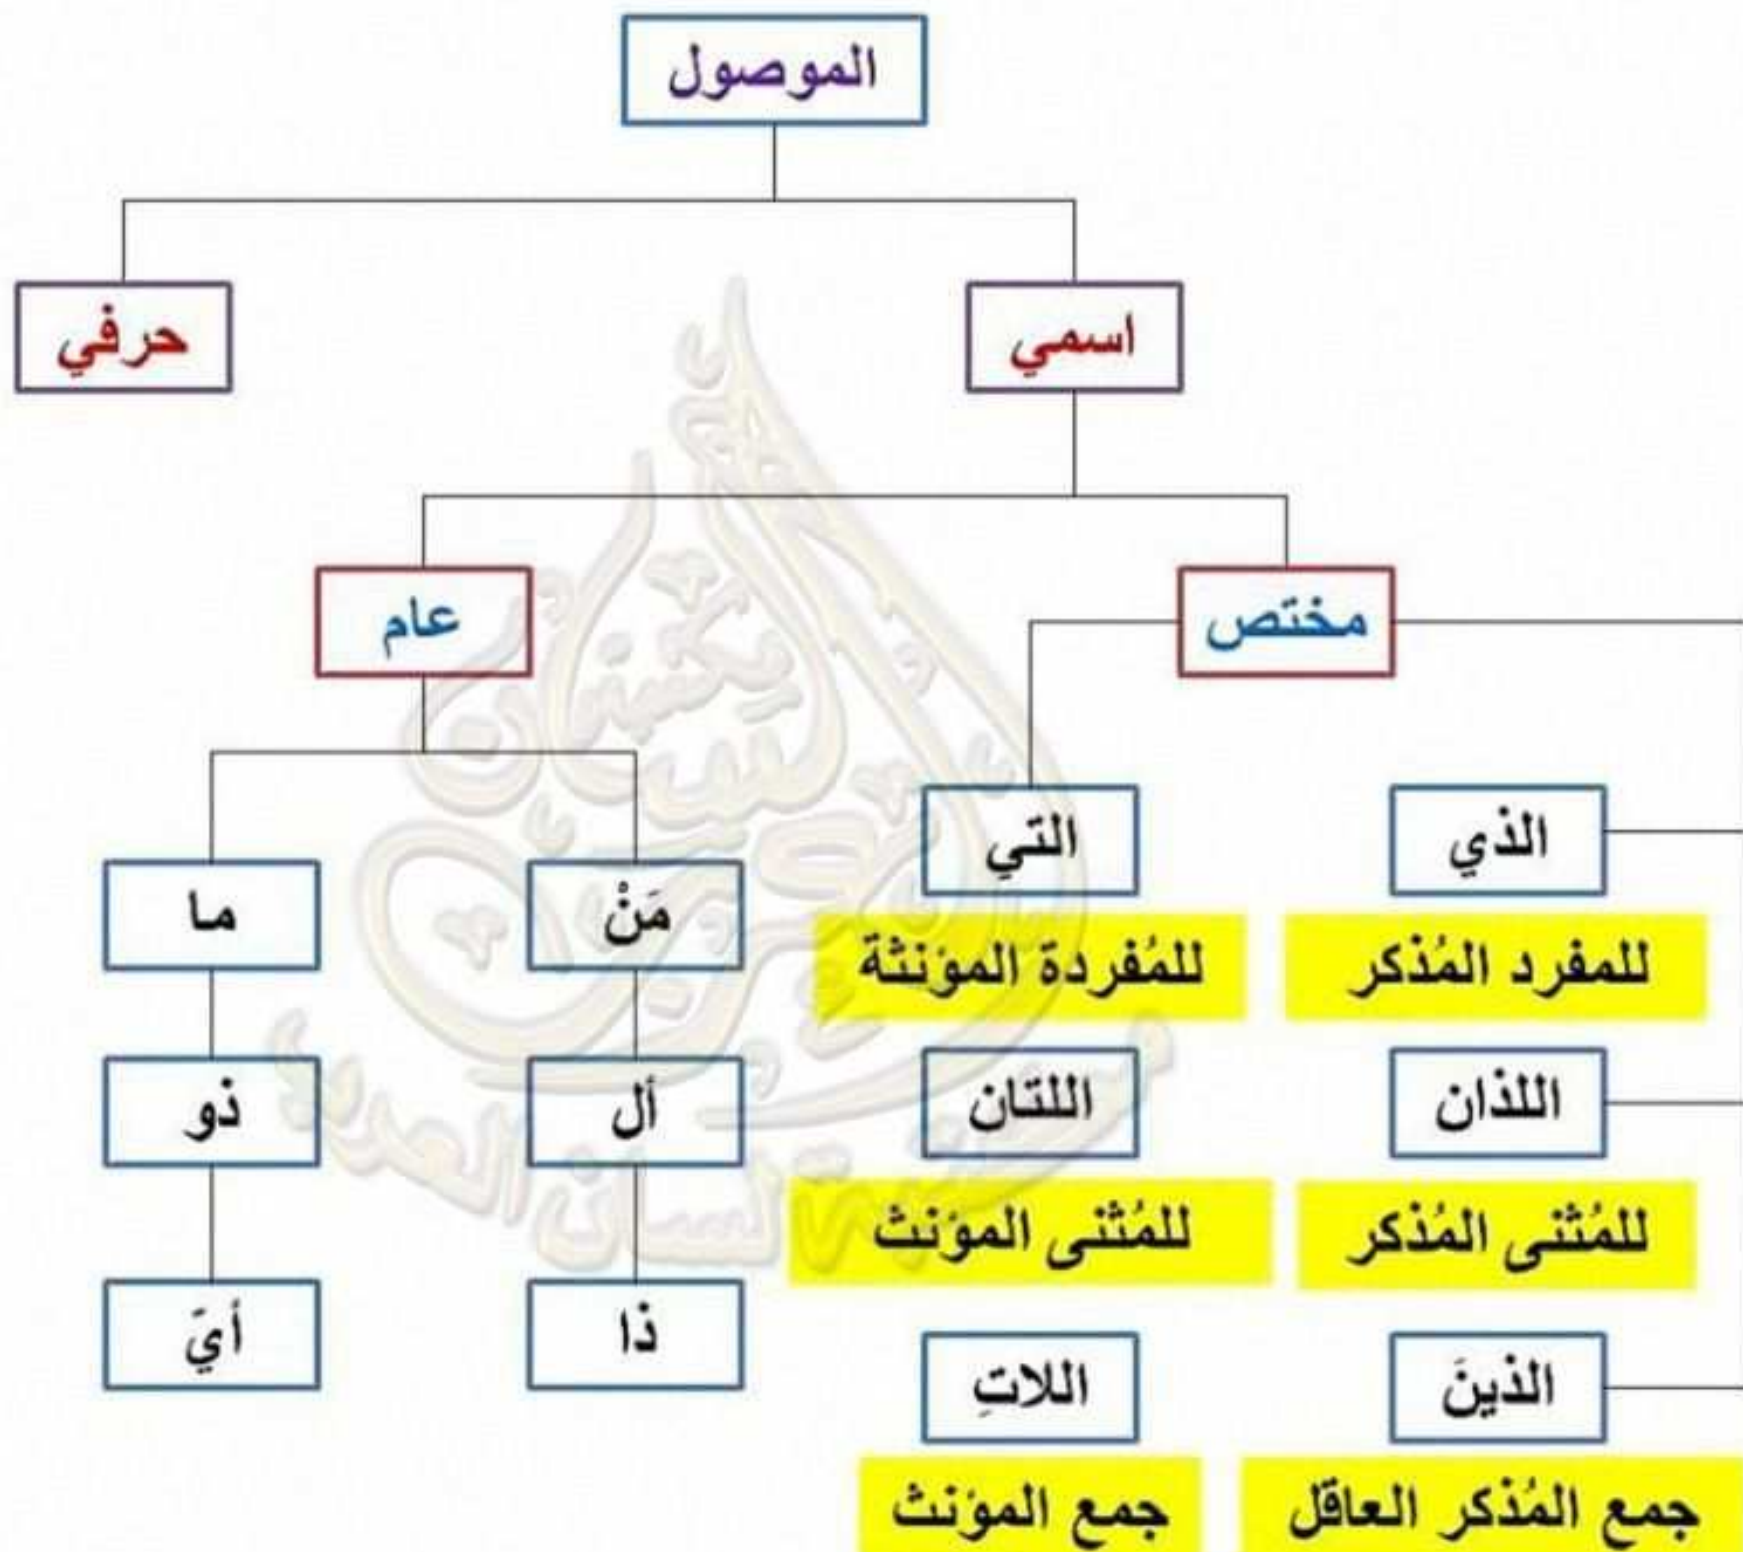 الموصول
اسمي
حرفي
مختص
عام
الذي
التي
للمفرد المُذكر
للمُفردة المؤنثة
اللذان
اللتان
للمُثنى المُذكر
للمُثنى المؤنث
الذينَ
اللاتِ
جمع المُذكر العاقل
جمع المؤنث
مَنْ
ما
أل
ذو
ذا
أيَ